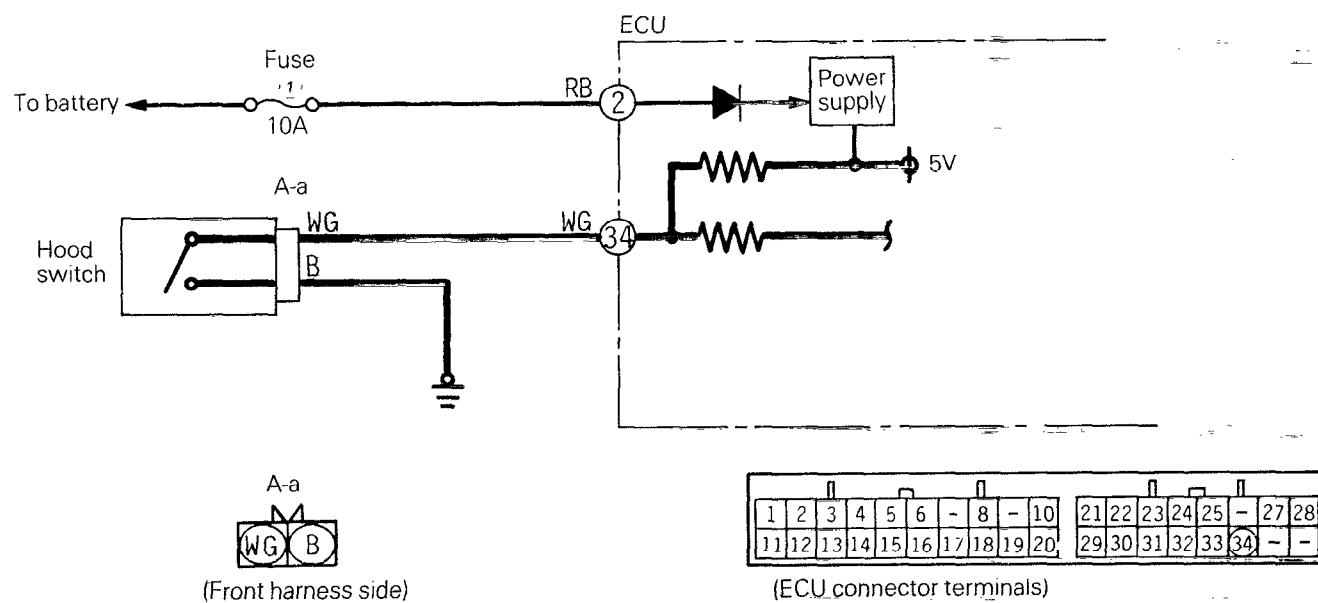 ECU
Fuse
1
10A
To battery
RB
2
Power
supply
5V
A-a
WG
WG
34
Hood
switch
B
A-a
WG B
(Front harness side)
1 2 3 4 5 6 - 8 - 10 21 22 23 24 25 - 27 28
11 12 13 14 15 16 17 18 19 20 29 30 31 32 33 34 - -
(ECU connector terminals)